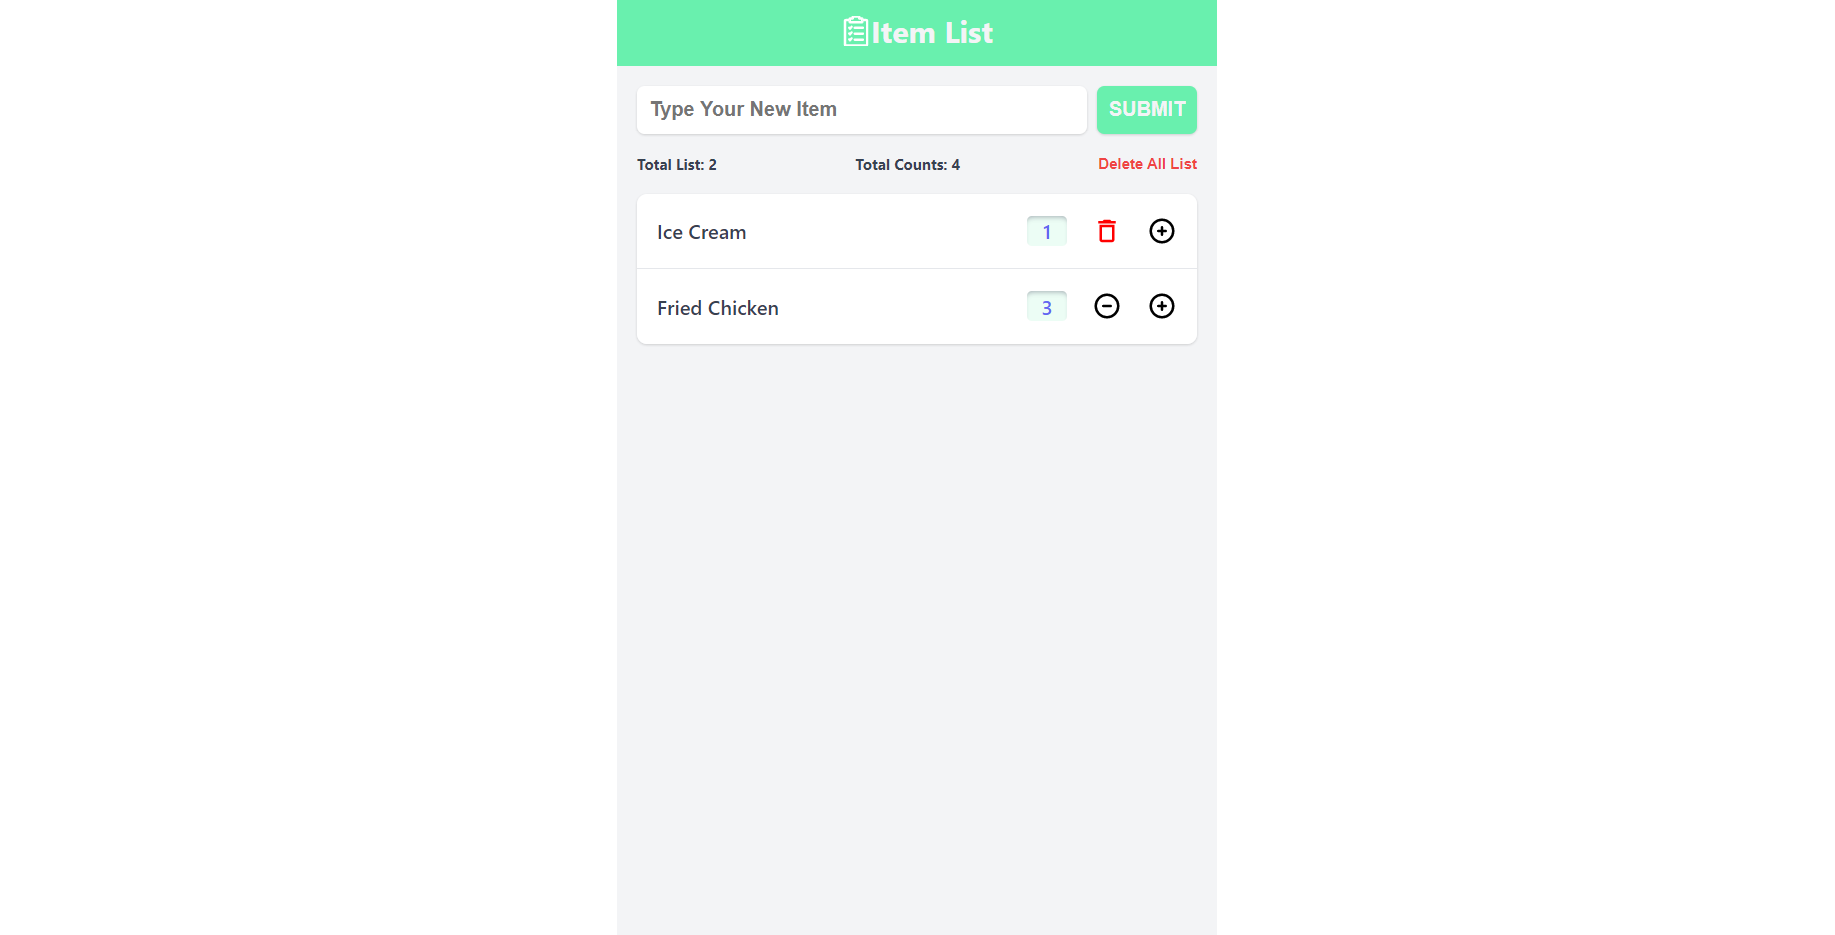 Item List
Type Your New Item
SUBMIT
Total List: 2
Total Counts: 4
Delete All List
Ice Cream
1
Fried Chicken
3